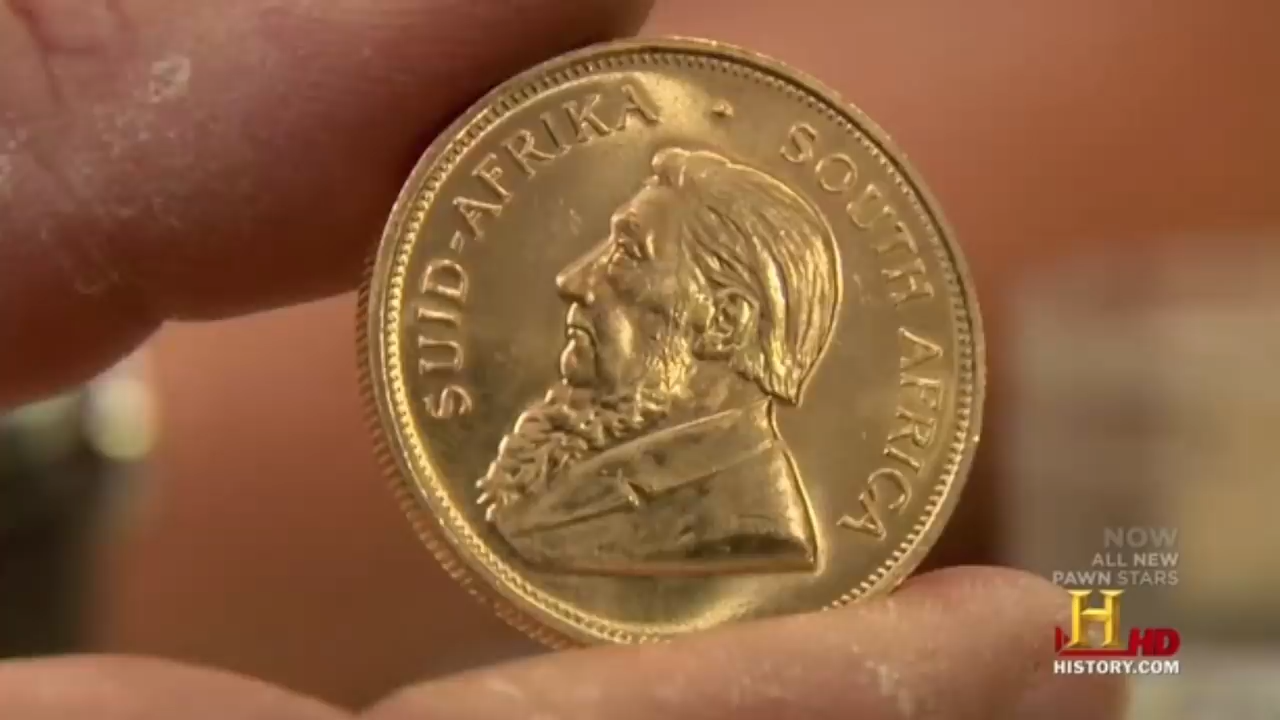 SUID-AFRIKA · SOUTH AFRICA
NOW
ALL NEW
PAWN STARS
H HD
HISTORY.COM